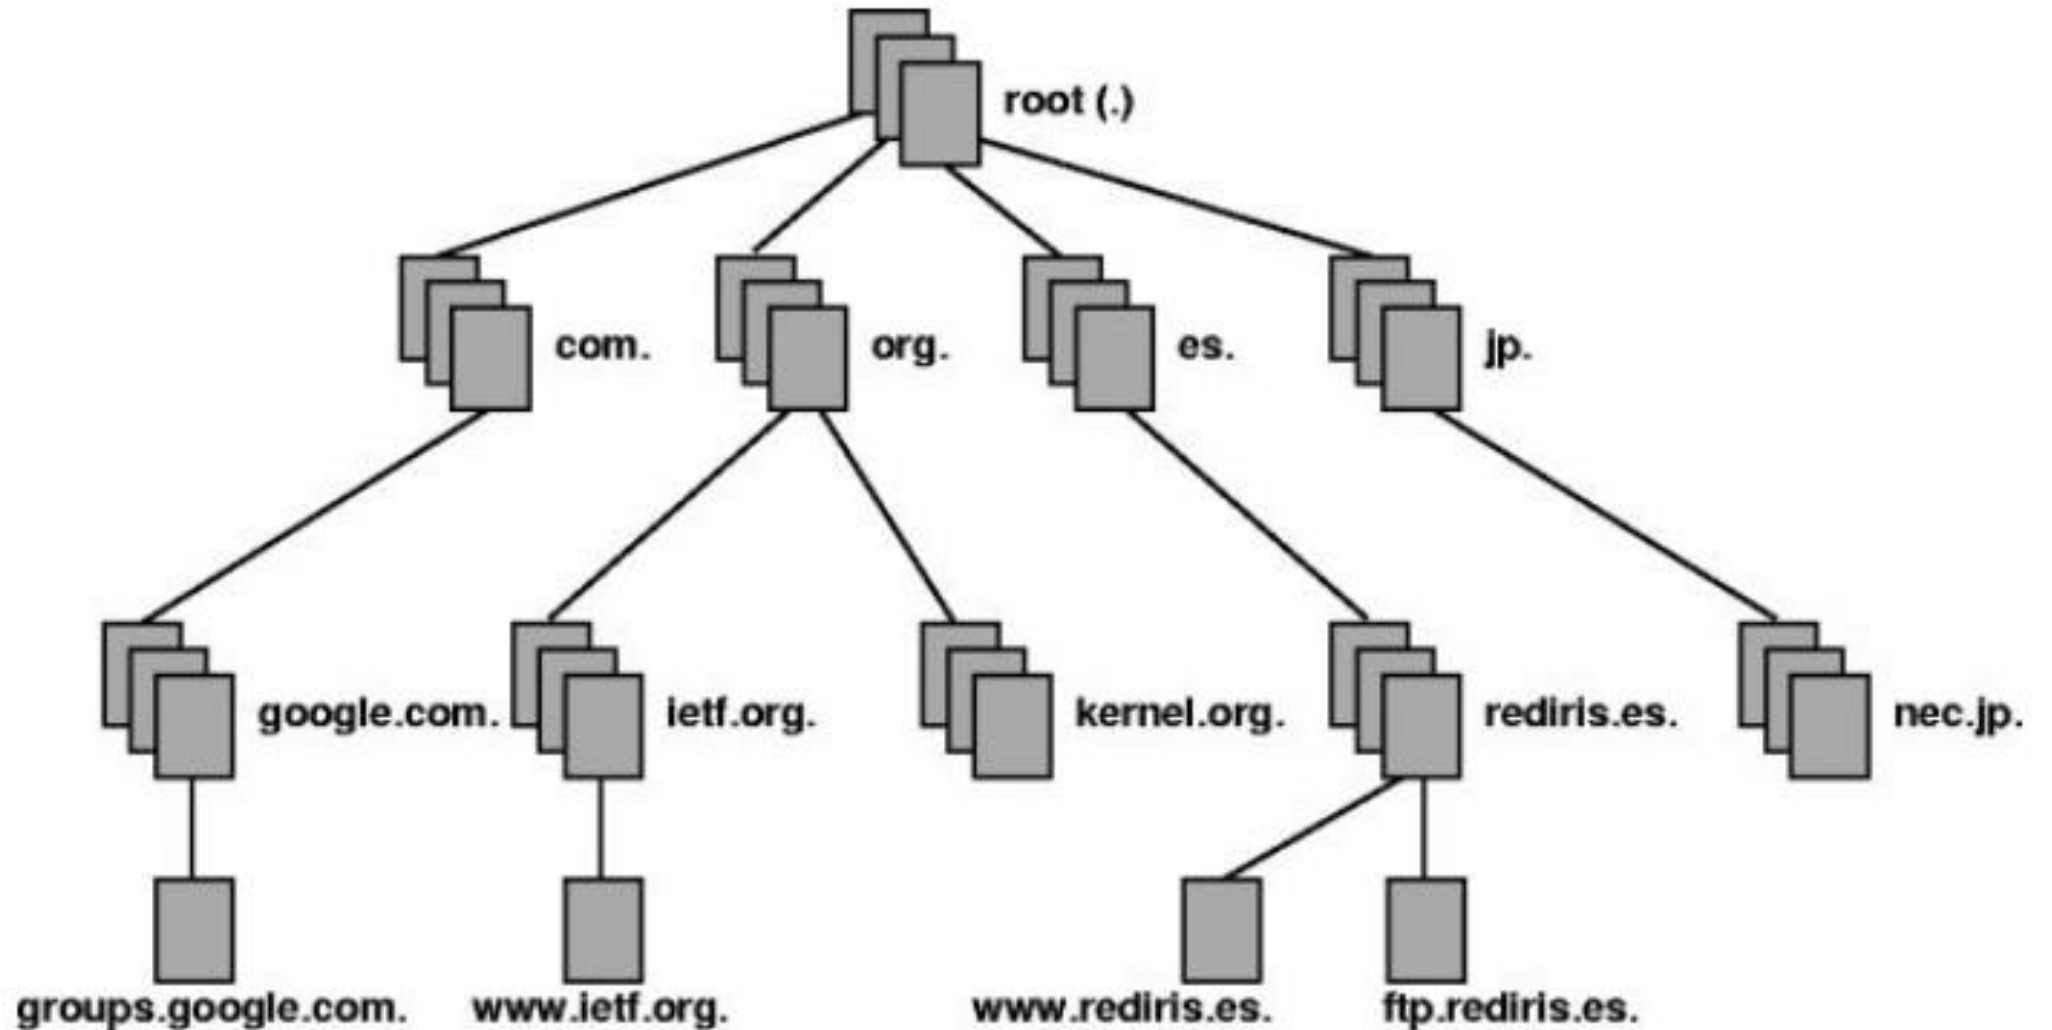 root (.)
com.
org.
es.
jp.
google.com.
ietf.org.
kernel.org.
rediris.es.
nec.jp.
groups.google.com.
www.ietf.org.
www.rediris.es.
ftp.rediris.es.